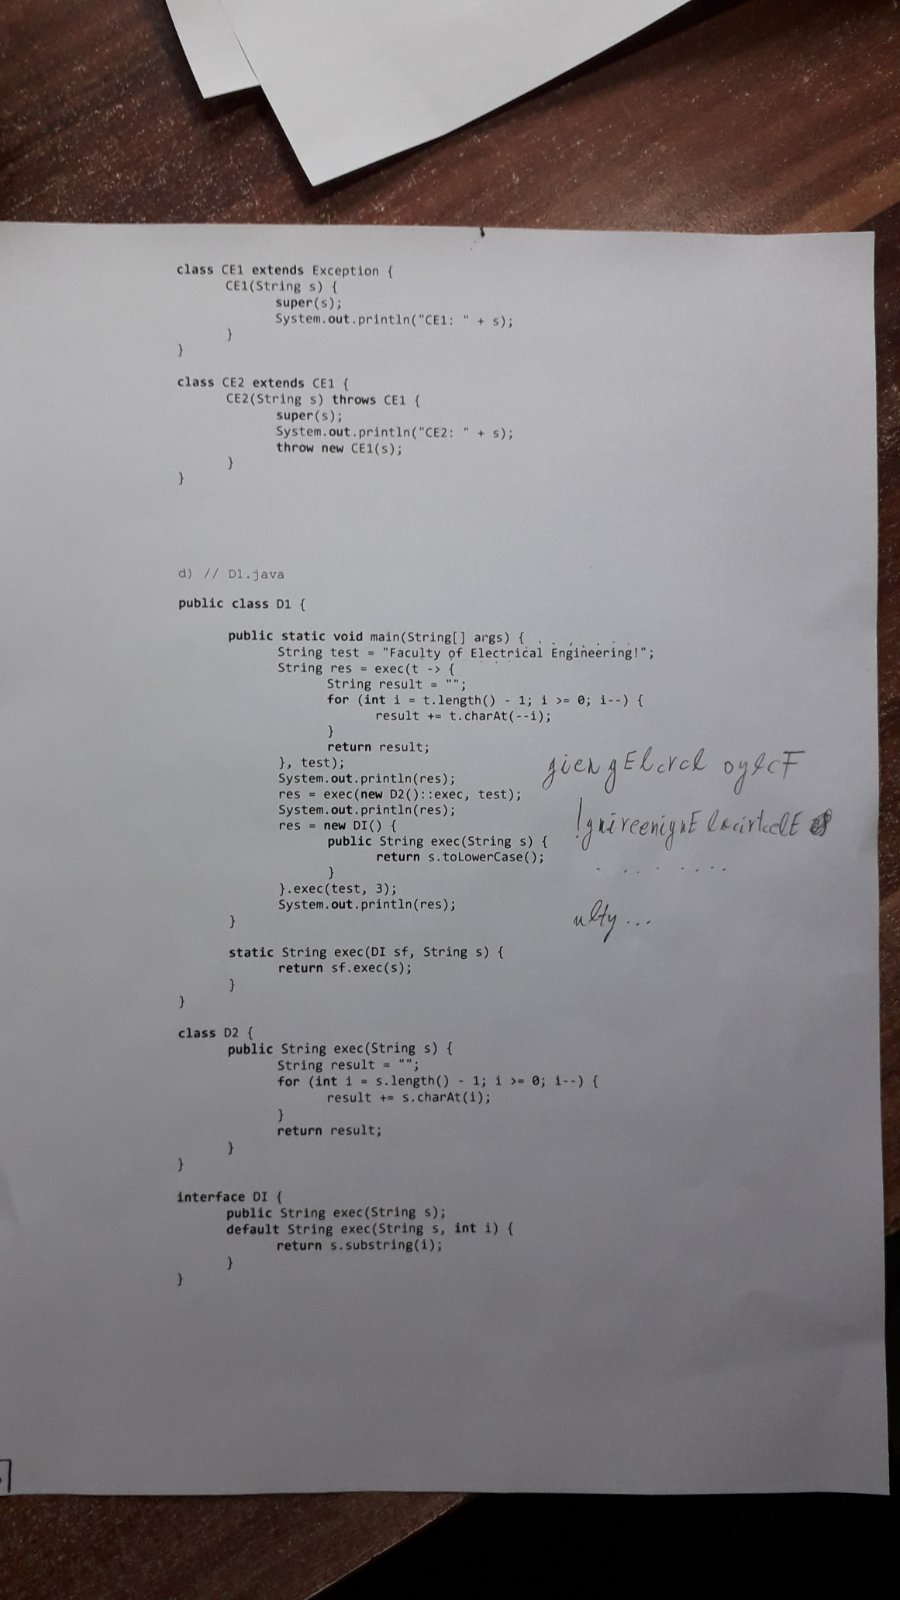 class CE1 extends Exception {
CE1(String s) {
super(s);
System.out.println("CE1: " + s);
}
}
class CE2 extends CE1 {
CE2(String s) throws CE1 {
super(s);
System.out.println("CE2: " + s);
throw new CE1(s);
}
}
d) // D1.java
public class D1 {
public static void main(String[] args) {
String test = "Faculty of Electrical Engineering!";
String res = exec(t -> {
String result = "";
for (int i = t.length() - 1; i >= 0; i--) {
result += t.charAt(--i);
}
return result;
}, test);
System.out.println(res);
res = exec(new D2()::exec, test);
System.out.println(res);
res = new DI() {
public String exec(String s) {
return s.toLowerCase();
}
}.exec(test, 3);
System.out.println(res);
}
static String exec(DI sf, String s) {
return sf.exec(s);
}
}
class D2 {
public String exec(String s) {
String result = "";
for (int i = s.length() - 1; i >= 0; i--) {
result += s.charAt(i);
}
return result;
}
}
interface DI {
public String exec(String s);
default String exec(String s, int i) {
return s.substring(i);
}
}
oylcF
ulty...